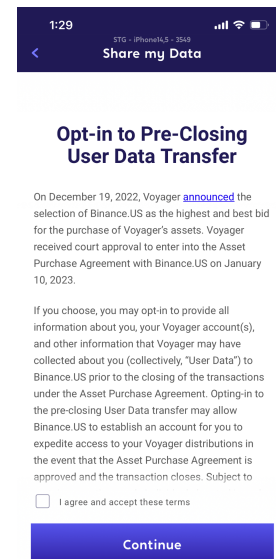 1:29
STG - iPhone14,5 - 3549
Share my Data
Opt-in to Pre-Closing
User Data Transfer
On December 19, 2022, Voyager announced the
selection of Binance.US as the highest and best bid
for the purchase of Voyager's assets. Voyager
received court approval to enter into the Asset
Purchase Agreement with Binance.US on January
10, 2023.
If you choose, you may opt-in to provide all
information about you, your Voyager account(s),
and other information that Voyager may have
collected about you (collectively, “User Data”) to
Binance.US prior to the closing of the transactions
under the Asset Purchase Agreement. Opting-in to
the pre-closing User Data transfer may allow
Binance.US to establish an account for you to
expedite access to your Voyager distributions in
the event that the Asset Purchase Agreement is
approved and the transaction closes. Subject to
I agree and accept these terms
Continue